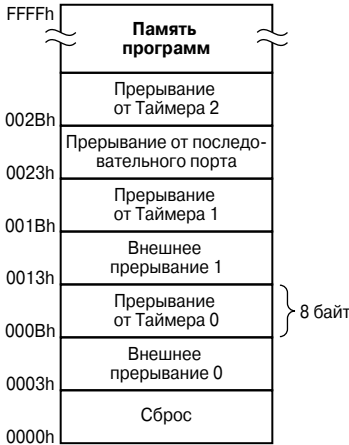 FFFFh
Память
программ
Прерывание
от Таймера 2
002Bh
Прерывание от последо-
вательного порта
0023h
Прерывание
от Таймера 1
001Bh
Внешнее
прерывание 1
0013h
Прерывание
от Таймера 0
8 байт
000Bh
Внешнее
прерывание 0
0003h
Сброс
0000h